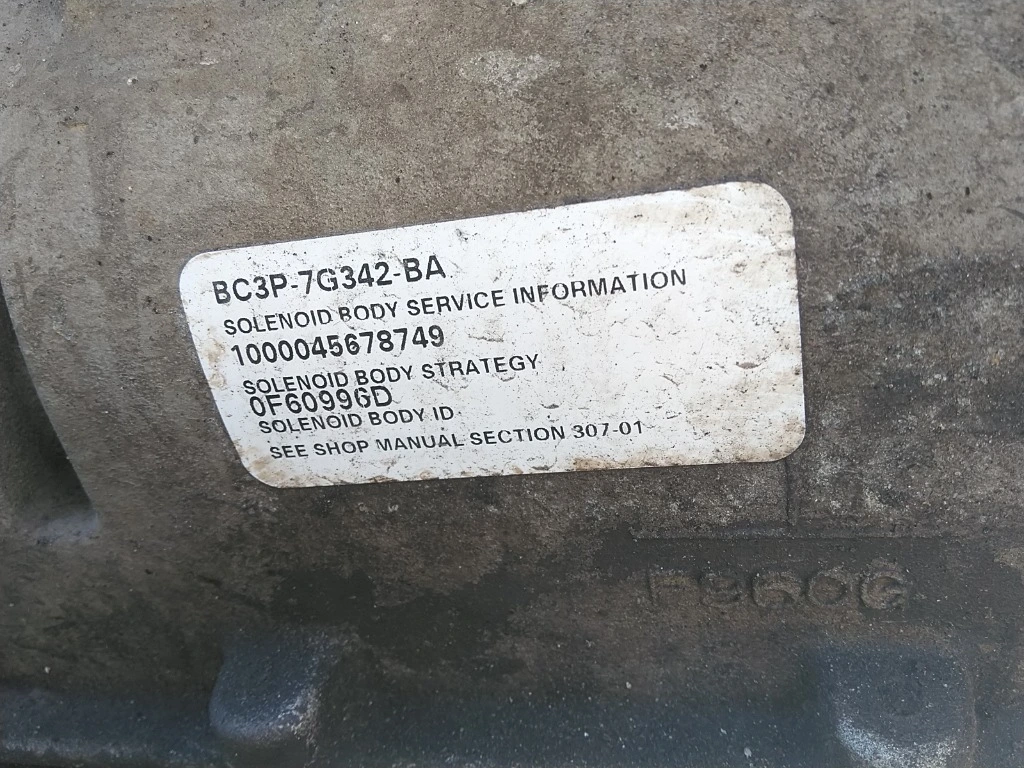 BC3P-7G342-BA
SOLENOID BODY SERVICE INFORMATION
1000045678749
SOLENOID BODY STRATEGY
0F60996D
SOLENOID BODY ID
SEE SHOP MANUAL SECTION 307-01